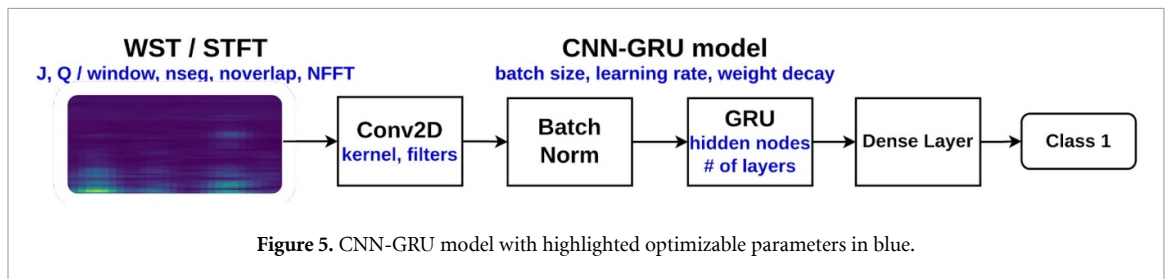 WST / STFT
J, Q / window, nseg, noverlap, NFFT
CNN-GRU model
batch size, learning rate, weight decay
Conv2D
kernel, filters
Batch
Norm
GRU
hidden nodes
# of layers
Dense Layer
Class 1
Figure 5. CNN-GRU model with highlighted optimizable parameters in blue.